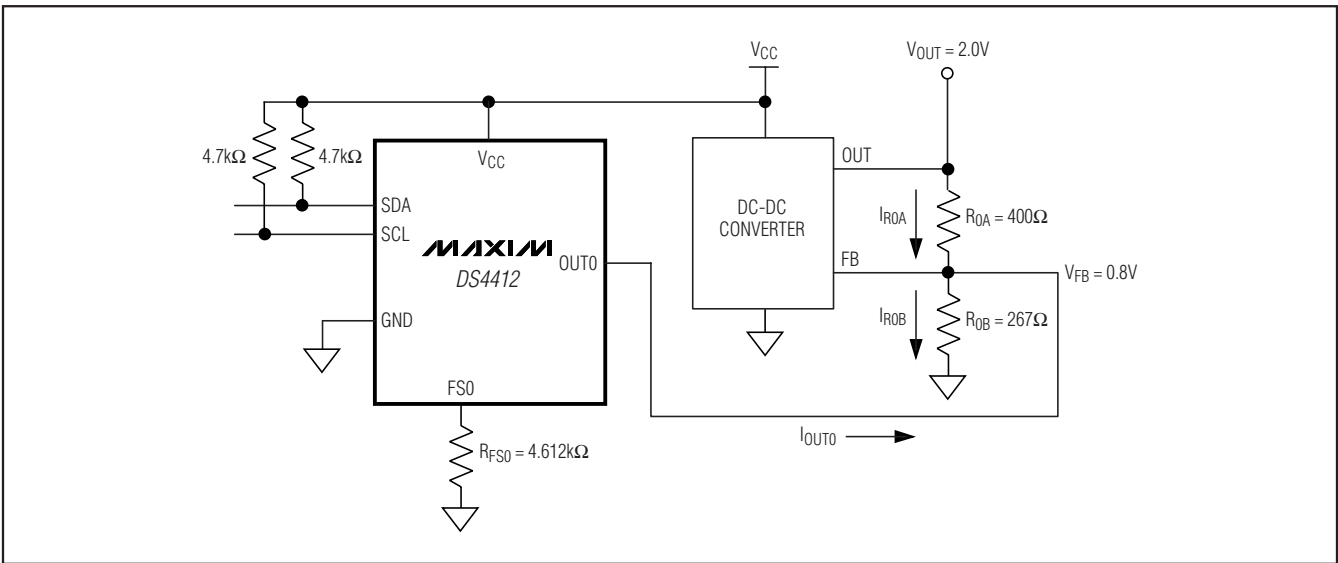 VCC
VOUT = 2.0V
4.7kΩ
4.7kΩ
VCC
SDA
SCL
MAXIM
DS4412
OUT0
GND
FS0
RFS0 = 4.612kΩ
DC-DC
CONVERTER
OUT
FB
IR0A
R0A = 400Ω
VFB = 0.8V
IR0B
R0B = 267Ω
IOUT0